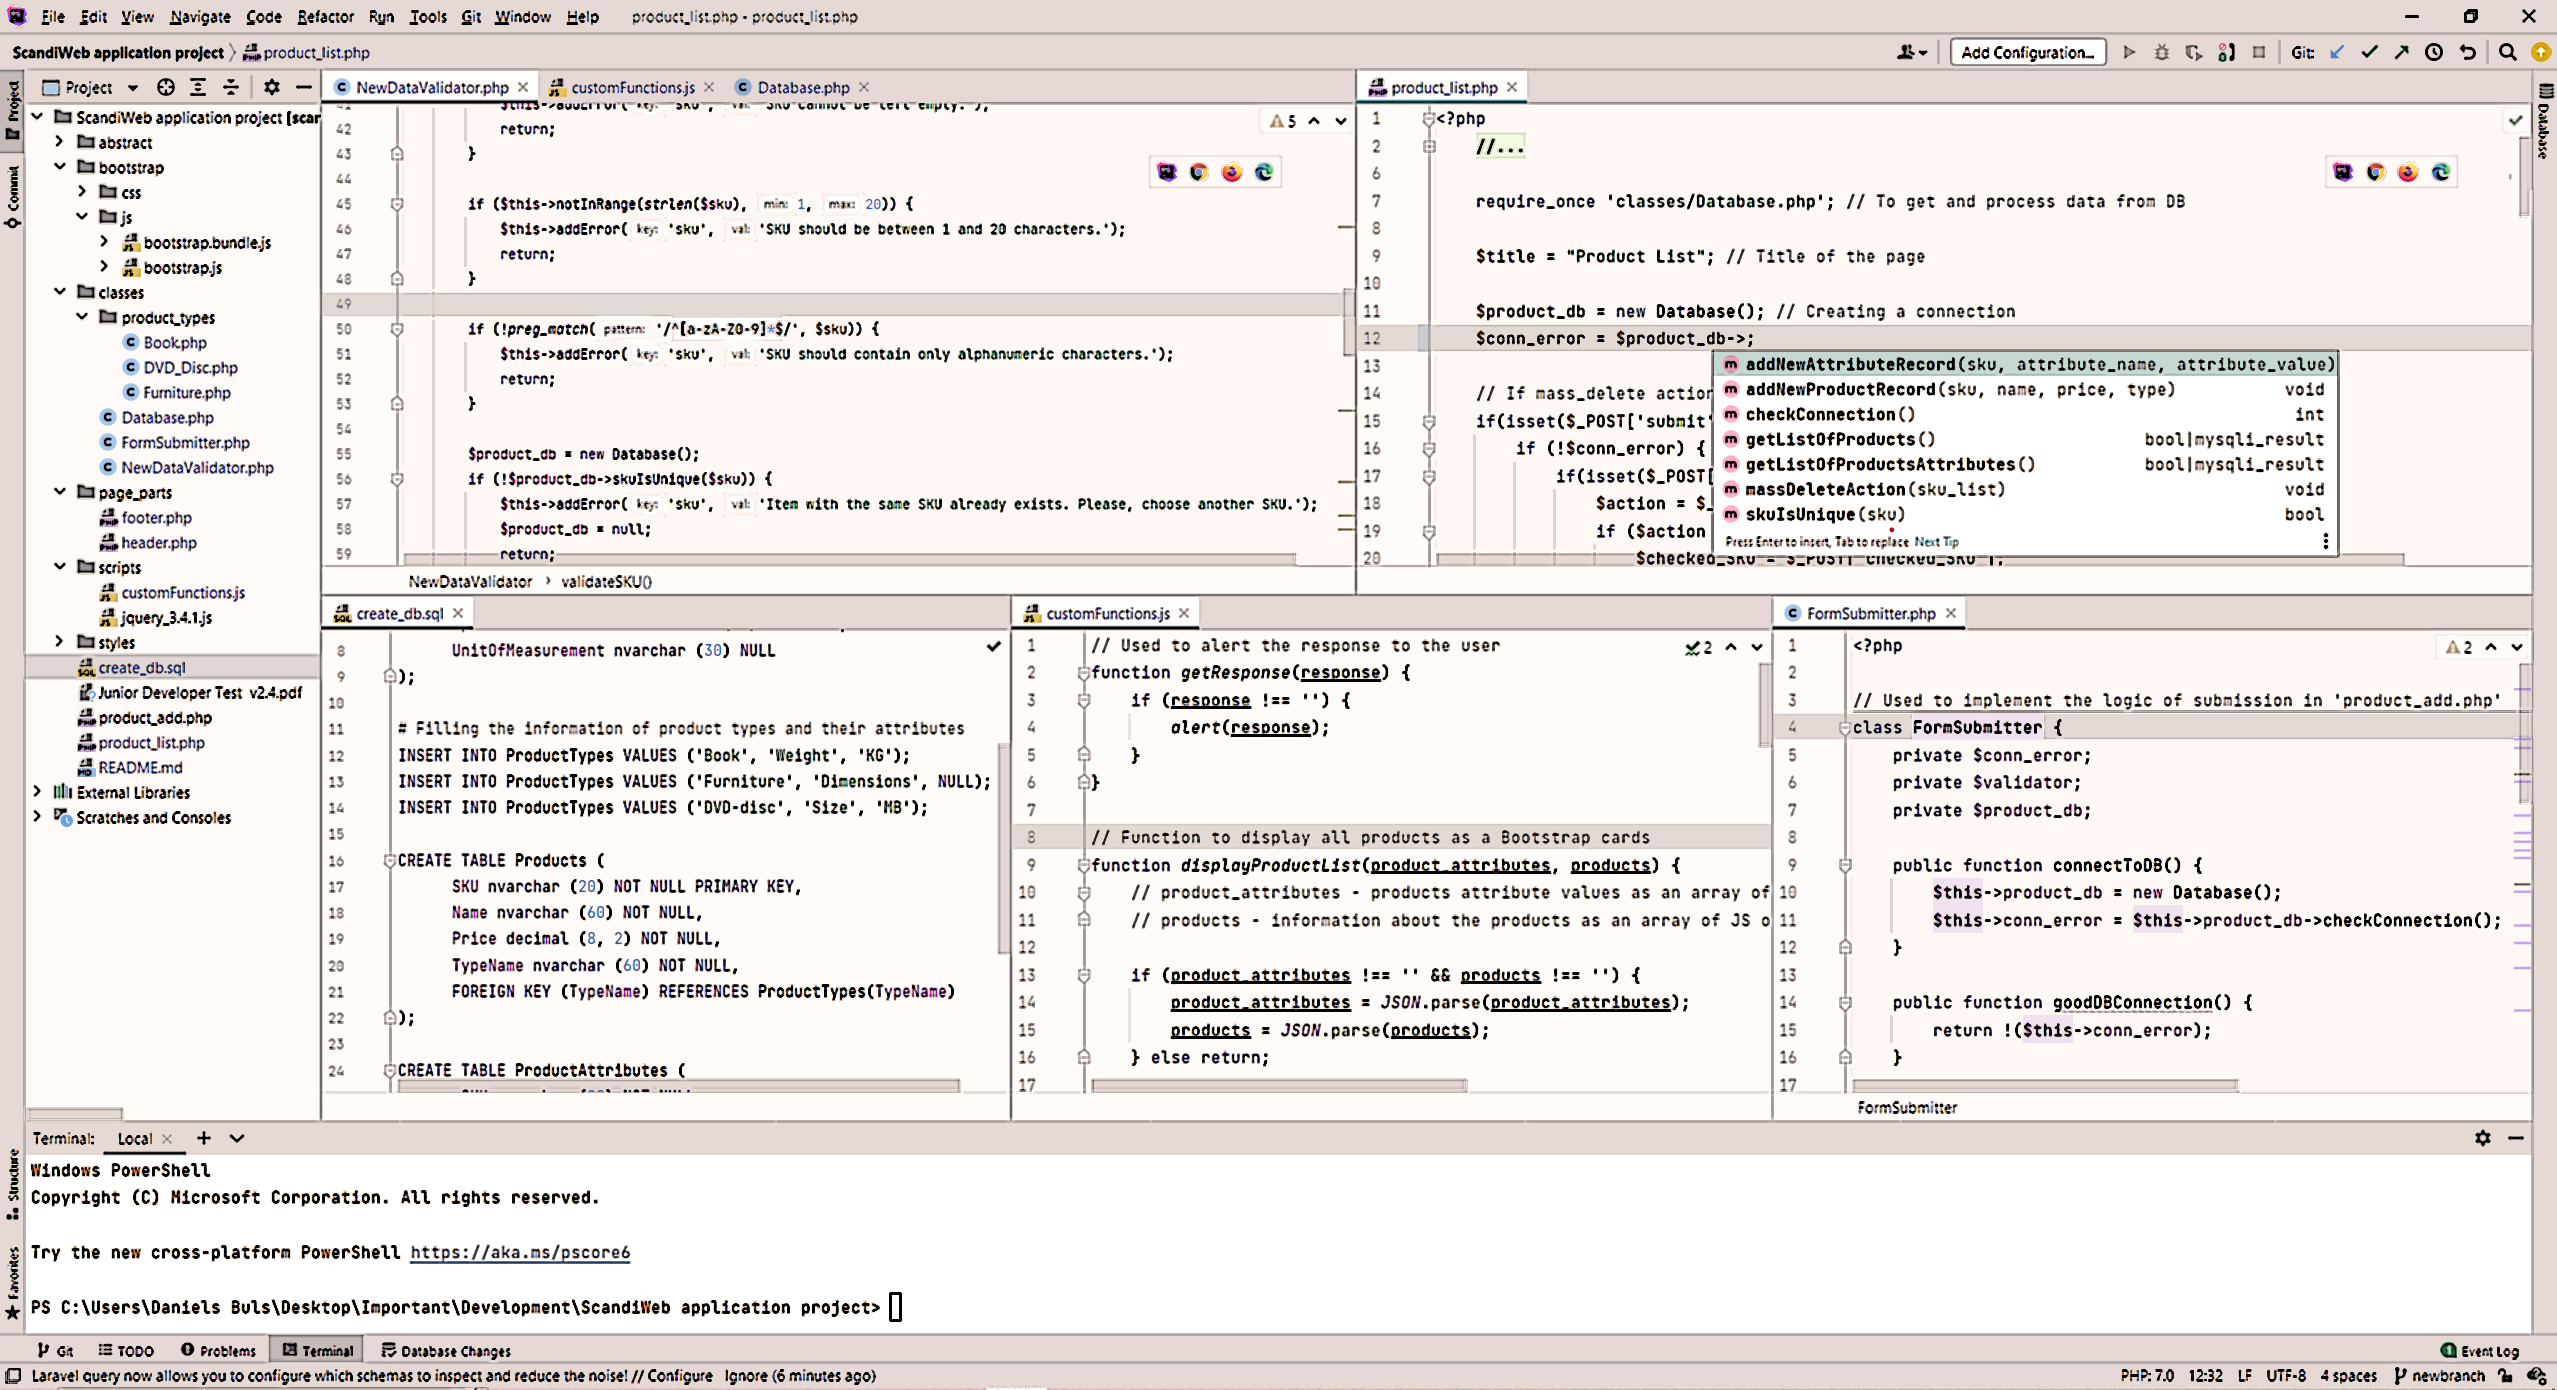 File Edit View Navigate Code Refactor Run Tools Git Window Help product_list.php - product_list.php
ScandiWeb application project product_list.php
Add Configuration... Git:
Project
Commit
Structure
Favorites
Database
Project
ScandiWeb application project [scan
abstract
bootstrap
css
js
bootstrap.bundle.js
bootstrap.js
classes
product_types
Book.php
DVD_Disc.php
Furniture.php
Database.php
FormSubmitter.php
NewDataValidator.php
page_parts
footer.php
header.php
scripts
customFunctions.js
jquery_3.4.1.js
styles
create_db.sql
Junior Developer Test v2.4.pdf
product_add.php
product_list.php
README.md
External Libraries
Scratches and Consoles
NewDataValidator.php customFunctions.js Database.php
5
41 $this->addError( key: 'sku', val: 'SKU cannot be left empty.');
42 return;
43 }
44
45 if ($this->notInRange(strlen($sku), min: 1, max: 20)) {
46 $this->addError( key: 'sku', val: 'SKU should be between 1 and 20 characters.');
47 return;
48 }
49
50 if (!preg_match( pattern: '/^[a-zA-Z0-9]*$/', $sku)) {
51 $this->addError( key: 'sku', val: 'SKU should contain only alphanumeric characters.');
52 return;
53 }
54
55 $product_db = new Database();
56 if (!$product_db->skuIsUnique($sku)) {
57 $this->addError( key: 'sku', val: 'Item with the same SKU already exists. Please, choose another SKU.');
58 $product_db = null;
59 return;
NewDataValidator › validateSKU()
product_list.php
1 <?php
2 //...
6
7 require_once 'classes/Database.php'; // To get and process data from DB
8
9 $title = "Product List"; // Title of the page
10
11 $product_db = new Database(); // Creating a connection
12 $conn_error = $product_db->;
13
14 // If mass_delete action
15 if(isset($_POST['submit'
16 if (!$conn_error) {
17 if(isset($_POST[
18 $action = $_
19 if ($action
20 $checked_SKU = $_POST['checked_SKU'];
addNewAttributeRecord(sku, attribute_name, attribute_value)
addNewProductRecord(sku, name, price, type) void
checkConnection() int
getListOfProducts() bool|mysqli_result
getListOfProductsAttributes() bool|mysqli_result
massDeleteAction(sku_list) void
skuIsUnique(sku) bool
Press Enter to insert, Tab to replace Next Tip
create_db.sql
8 UnitOfMeasurement nvarchar (30) NULL
9 );
10
11 # Filling the information of product types and their attributes
12 INSERT INTO ProductTypes VALUES ('Book', 'Weight', 'KG');
13 INSERT INTO ProductTypes VALUES ('Furniture', 'Dimensions', NULL);
14 INSERT INTO ProductTypes VALUES ('DVD-disc', 'Size', 'MB');
15
16 CREATE TABLE Products (
17 SKU nvarchar (20) NOT NULL PRIMARY KEY,
18 Name nvarchar (60) NOT NULL,
19 Price decimal (8, 2) NOT NULL,
20 TypeName nvarchar (60) NOT NULL,
21 FOREIGN KEY (TypeName) REFERENCES ProductTypes(TypeName)
22 );
23
24 CREATE TABLE ProductAttributes (
customFunctions.js
2
1 // Used to alert the response to the user
2 function getResponse(response) {
3 if (response !== '') {
4 alert(response);
5 }
6 }
7
8 // Function to display all products as a Bootstrap cards
9 function displayProductList(product_attributes, products) {
10 // product_attributes - products attribute values as an array of
11 // products - information about the products as an array of JS o
12
13 if (product_attributes !== '' && products !== '') {
14 product_attributes = JSON.parse(product_attributes);
15 products = JSON.parse(products);
16 } else return;
17
FormSubmitter.php
2
1 <?php
2
3 // Used to implement the logic of submission in 'product_add.php'
4 class FormSubmitter {
5 private $conn_error;
6 private $validator;
7 private $product_db;
8
9 public function connectToDB() {
10 $this->product_db = new Database();
11 $this->conn_error = $this->product_db->checkConnection();
12 }
13
14 public function goodDBConnection() {
15 return !($this->conn_error);
16 }
17
FormSubmitter
Terminal: Local
Windows PowerShell
Copyright (C) Microsoft Corporation. All rights reserved.
Try the new cross-platform PowerShell https://aka.ms/pscore6
PS C:\Users\Daniels Buls\Desktop\Important\Development\ScandiWeb application project>
Git TODO Problems Terminal Database Changes Event Log
Laravel query now allows you to configure which schemas to inspect and reduce the noise! // Configure Ignore (6 minutes ago) PHP: 7.0 12:32 LF UTF-8 4 spaces newbranch